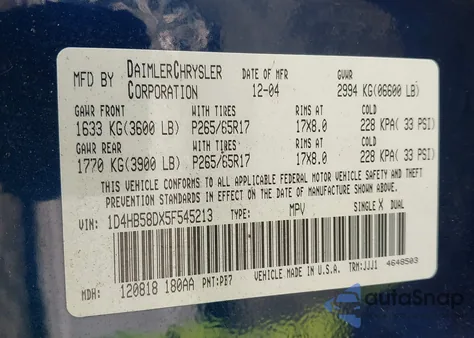 MFD BY DAIMLERCHRYSLER CORPORATION DATE OF MFR 12-04 GVWR 2994 KG(06600 LB)
GAWR FRONT WITH TIRES RIMS AT COLD
1633 KG(3600 LB) P265/65R17 17X8.0 228 KPA( 33 PSI)
GAWR REAR WITH TIRES RIMS AT COLD
1770 KG(3900 LB) P265/65R17 17X8.0 228 KPA( 33 PSI)
THIS VEHICLE CONFORMS TO ALL APPLICABLE FEDERAL MOTOR VEHICLE SAFETY AND THEFT
PREVENTION STANDARDS IN EFFECT ON THE DATE OF MANUFACTURE SHOWN ABOVE.
VIN: 1D4HB58DX5F545213 TYPE: MPV SINGLE X DUAL
MDH: 120818 180AA PNT:PB7 VEHICLE MADE IN U.S.A. TRM:JJJ1 4648503
autoSnap